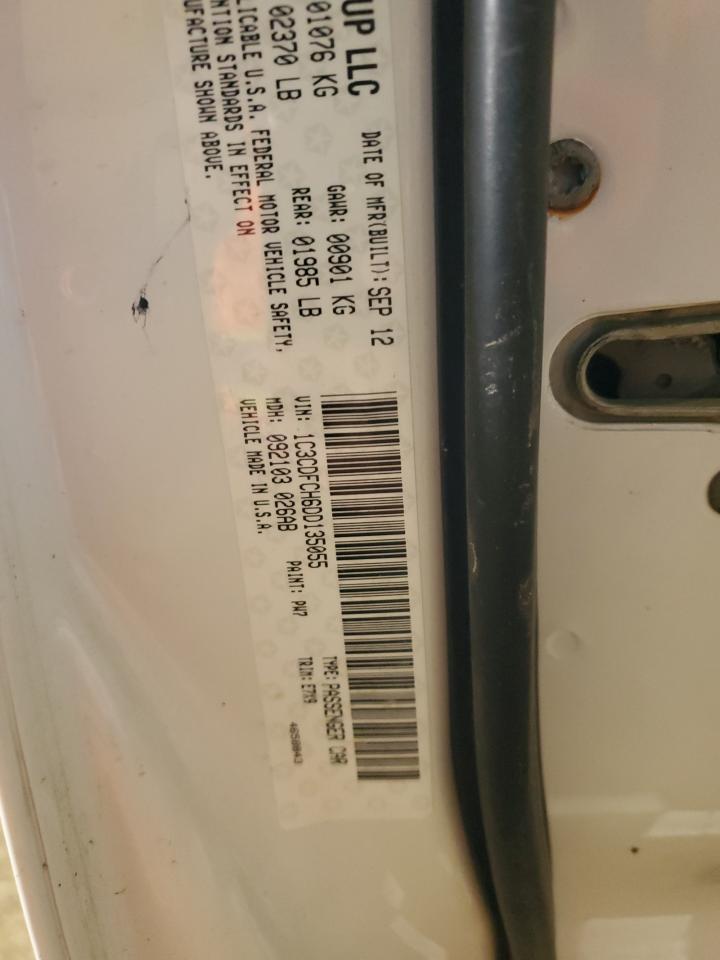 UP LLC
DATE OF MFR(BUILT): SEP 12
01076 KG
GAWR: 00901 KG
02370 LB
REAR: 01985 LB
LICABLE U.S.A. FEDERAL MOTOR VEHICLE SAFETY,
NTION STANDARDS IN EFFECT ON
UFACTURE SHOWN ABOVE.
VIN: 1C3CDFCH6DD135055
TYPE: PASSENGER CAR
MDH: 092103 026AB
PAINT: PW7
TRIM: E7X9
VEHICLE MADE IN U.S.A.
4650843